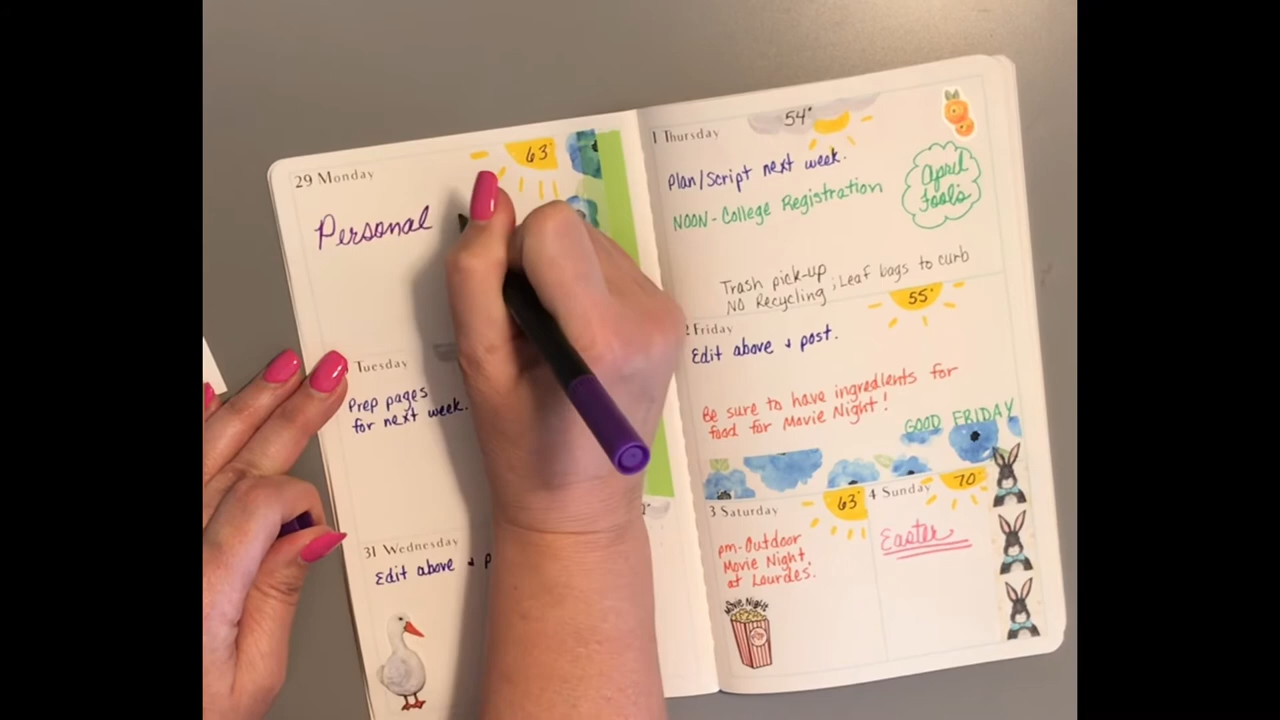 29 Monday
63°
Personal
Tuesday
Prep pages
for next week.
31 Wednesday
Edit above + p
1 Thursday
54°
Plan/Script next week.
NOON - College Registration
April
Fools
Trash pick-up
NO Recycling ; Leaf bags to curb
2 Friday
55°
Edit above + post.
Be sure to have ingredients for
food for Movie Night!
GOOD FRIDAY
3 Saturday
63°
pm-Outdoor
Movie Night
at Lourdes.
Movie Night
4 Sunday
70°
Easter